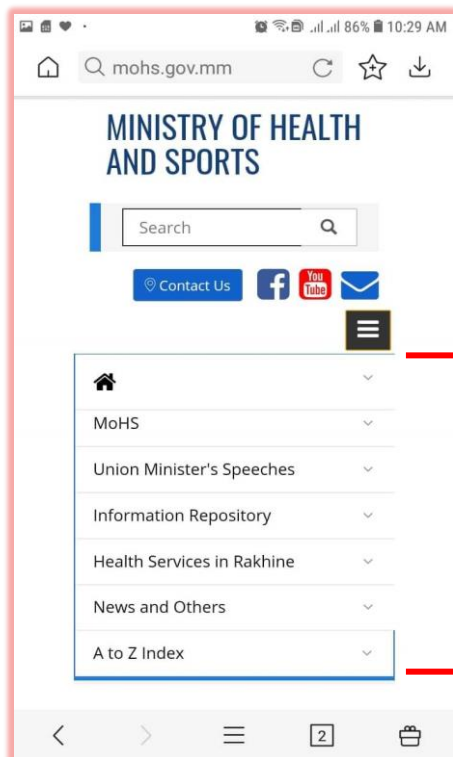 86% 10:29 AM
mohs.gov.mm
MINISTRY OF HEALTH
AND SPORTS
Search
Contact Us
You
Tube
MoHS
Union Minister's Speeches
Information Repository
Health Services in Rakhine
News and Others
A to Z Index
2